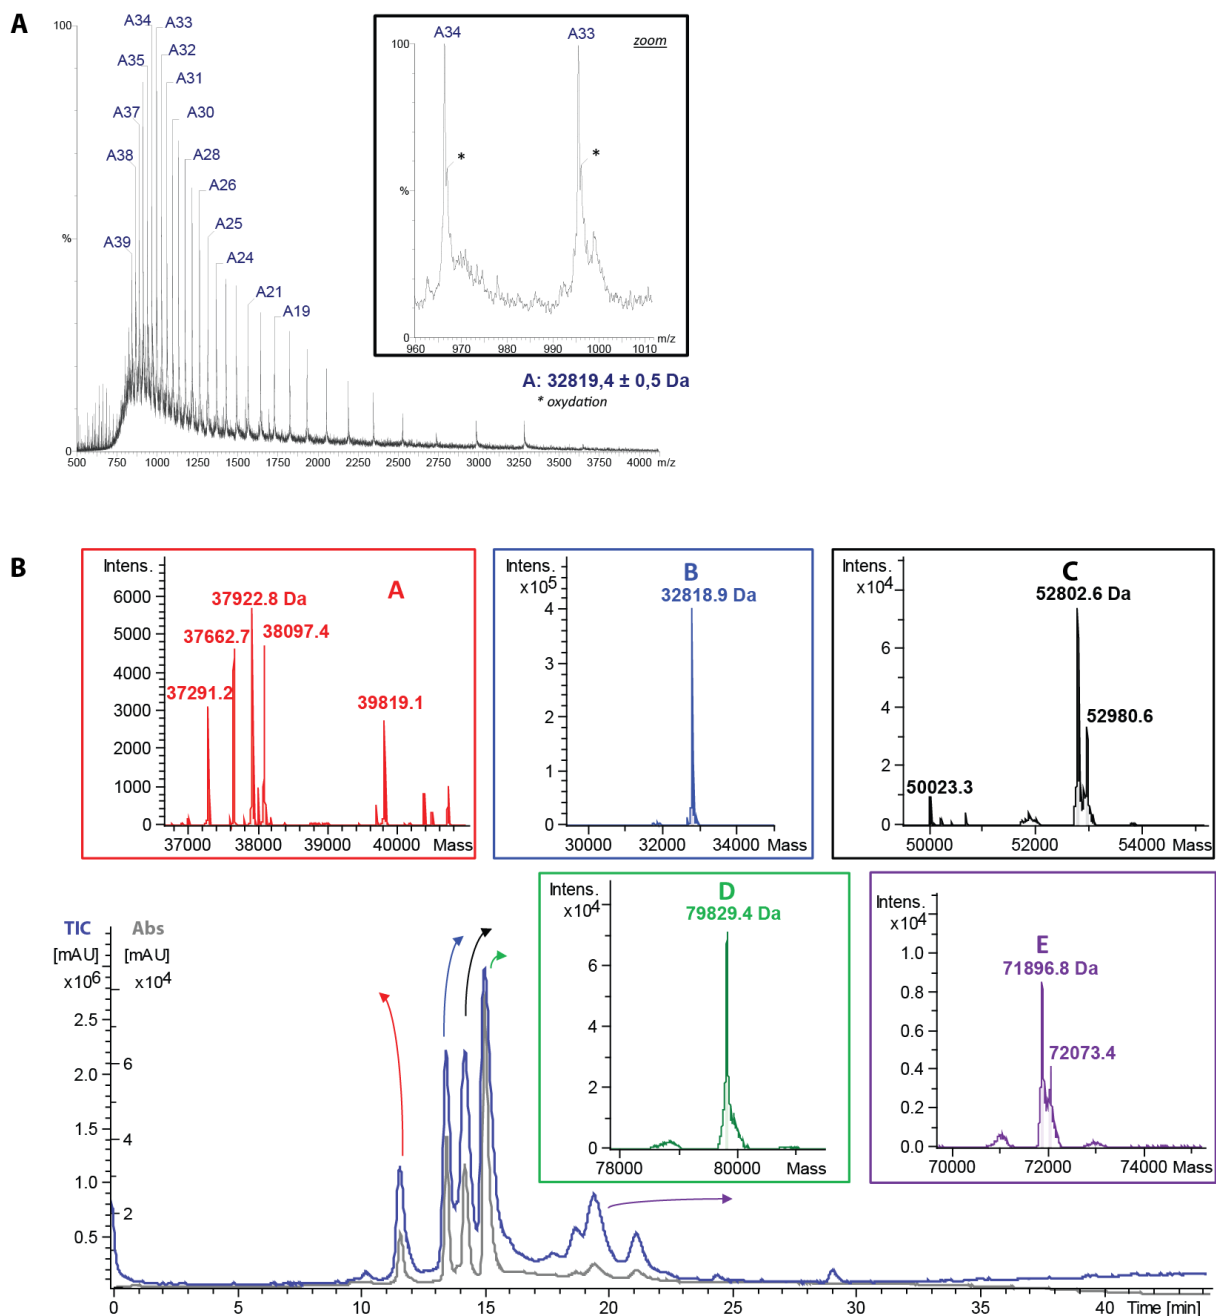 A
100
%
0
A34
A33
A32
A35
A31
A37
A30
A38
A28
A26
A39
A25
A24
A21
A19
500 750 1000 1250 1500 1750 2000 2250 2500 2750 3000 3250 3500 3750 4000 m/z
A34
A33
zoom
100
*
*
%
0
m/z
960 970 980 990 1000 1010
A: 32819,4 ± 0,5 Da
* oxydation
B
Intens.
A
6000
5000
4000
3000
2000
1000
0
37922.8 Da
37662.7
38097.4
37291.2
39819.1
37000 38000 39000 40000 Mass
Intens.
x10⁵
B
32818.9 Da
4
3
2
1
0
30000 32000 34000 Mass
Intens.
x10⁴
C
52802.6 Da
52980.6
50023.3
6
4
2
0
50000 52000 54000 Mass
Intens.
x10⁴
D
79829.4 Da
6
4
2
0
78000 80000 Mass
Intens.
x10⁴
E
71896.8 Da
72073.4
1.0
0.8
0.6
0.4
0.2
0.0
70000 72000 74000 Mass
TIC Abs
[mAU] [mAU]
x10⁶ x10⁴
2.5
2.0
1.5
1.0
0.5
6
4
2
0 5 10 15 20 25 30 35 40 Time [min]